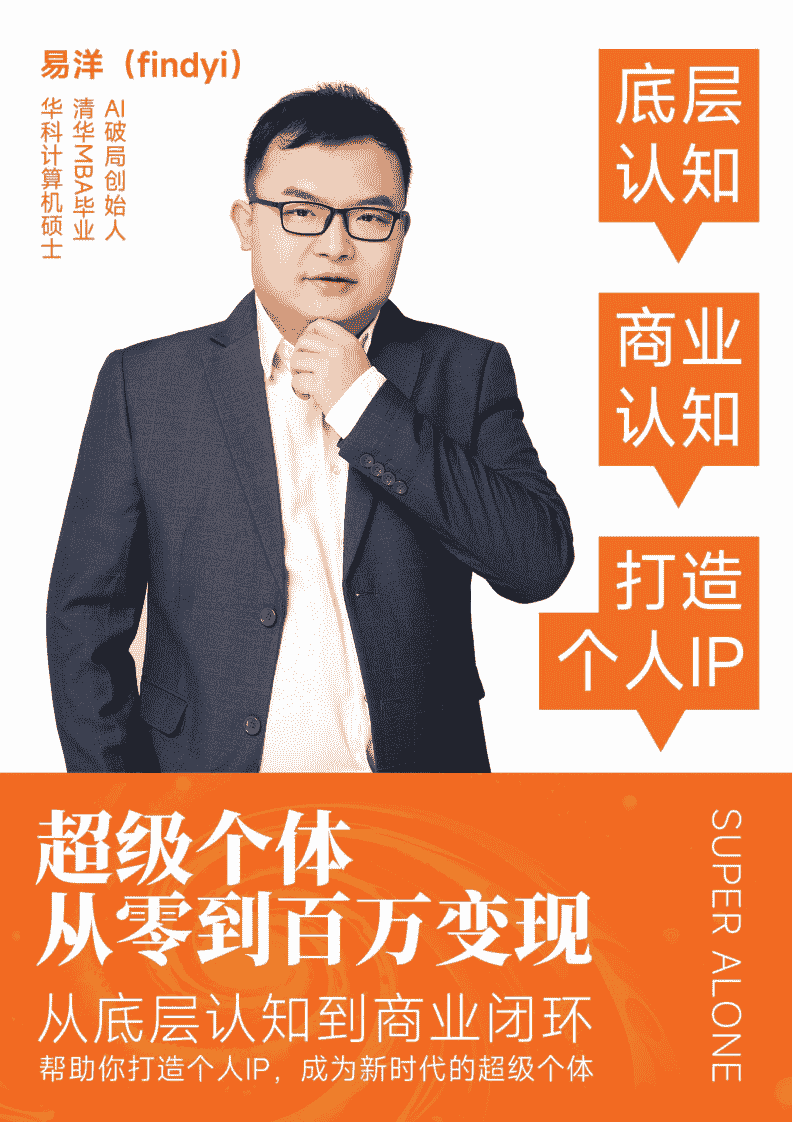 易洋（findyi）
AI破局创始人
清华MBA毕业
华科计算机硕士
底层
认知
商业
认知
打造
个人IP
超级个体
从零到百万变现
从底层认知到商业闭环
帮助你打造个人IP，成为新时代的超级个体
SUPER ALONE